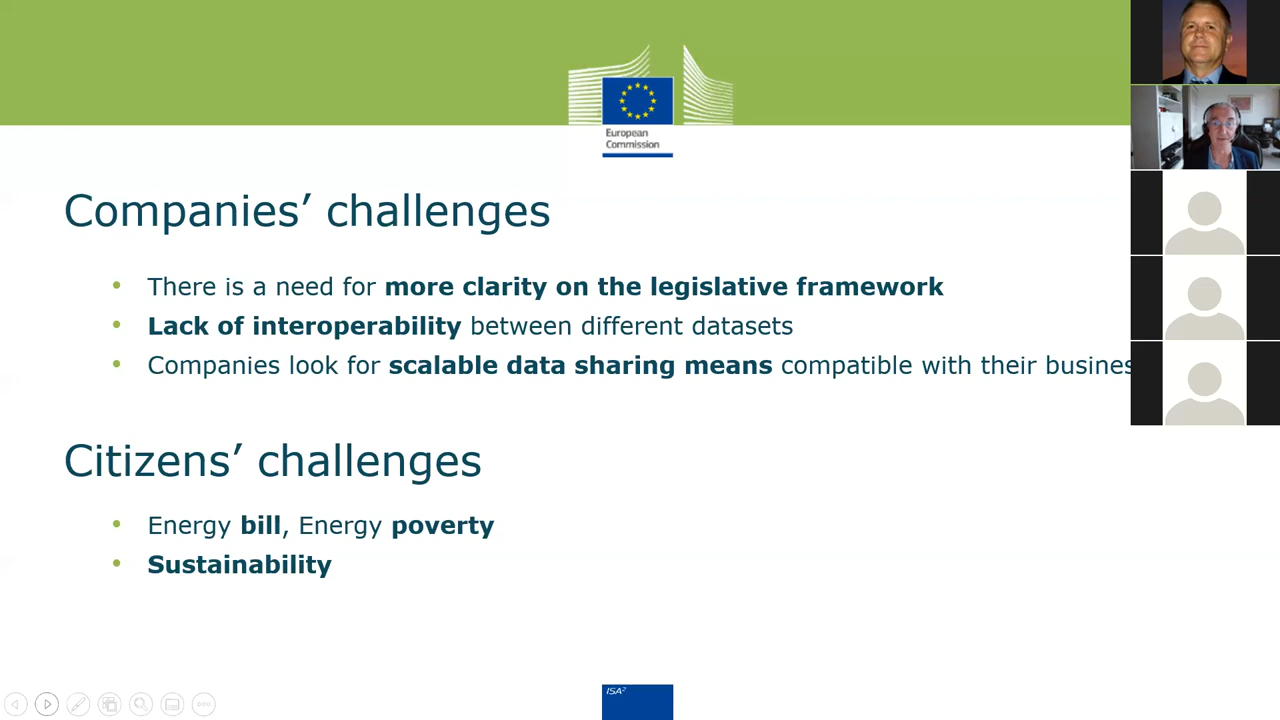 European
Commission
Companies’ challenges
• There is a need for more clarity on the legislative framework
• Lack of interoperability between different datasets
• Companies look for scalable data sharing means compatible with their busines
Citizens’ challenges
• Energy bill, Energy poverty
• Sustainability
ISA²